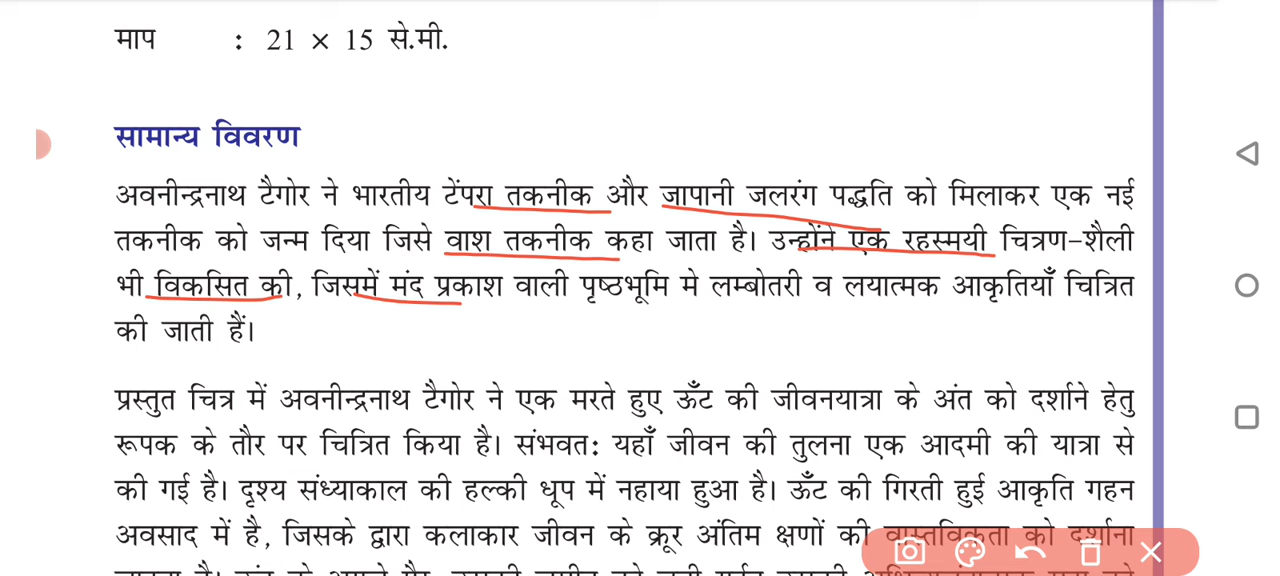 माप : 21 × 15 से.मी.
सामान्य विवरण
अवनीन्द्रनाथ टैगोर ने भारतीय टेंपरा तकनीक और जापानी जलरंग पद्धति को मिलाकर एक नई
तकनीक को जन्म दिया जिसे वाश तकनीक कहा जाता है। उन्होंने एक रहस्मयी चित्रण-शैली
भी विकसित की, जिसमें मंद प्रकाश वाली पृष्ठभूमि मे लम्बोतरी व लयात्मक आकृतियाँ चित्रित
की जाती हैं।
प्रस्तुत चित्र में अवनीन्द्रनाथ टैगोर ने एक मरते हुए ऊँट की जीवनयात्रा के अंत को दर्शाने हेतु
रूपक के तौर पर चित्रित किया है। संभवतः यहाँ जीवन की तुलना एक आदमी की यात्रा से
की गई है। दृश्य संध्याकाल की हल्की धूप में नहाया हुआ है। ऊँट की गिरती हुई आकृति गहन
अवसाद में है, जिसके द्वारा कलाकार जीवन के क्रूर अंतिम क्षणों की वास्तविकता को दर्शाना